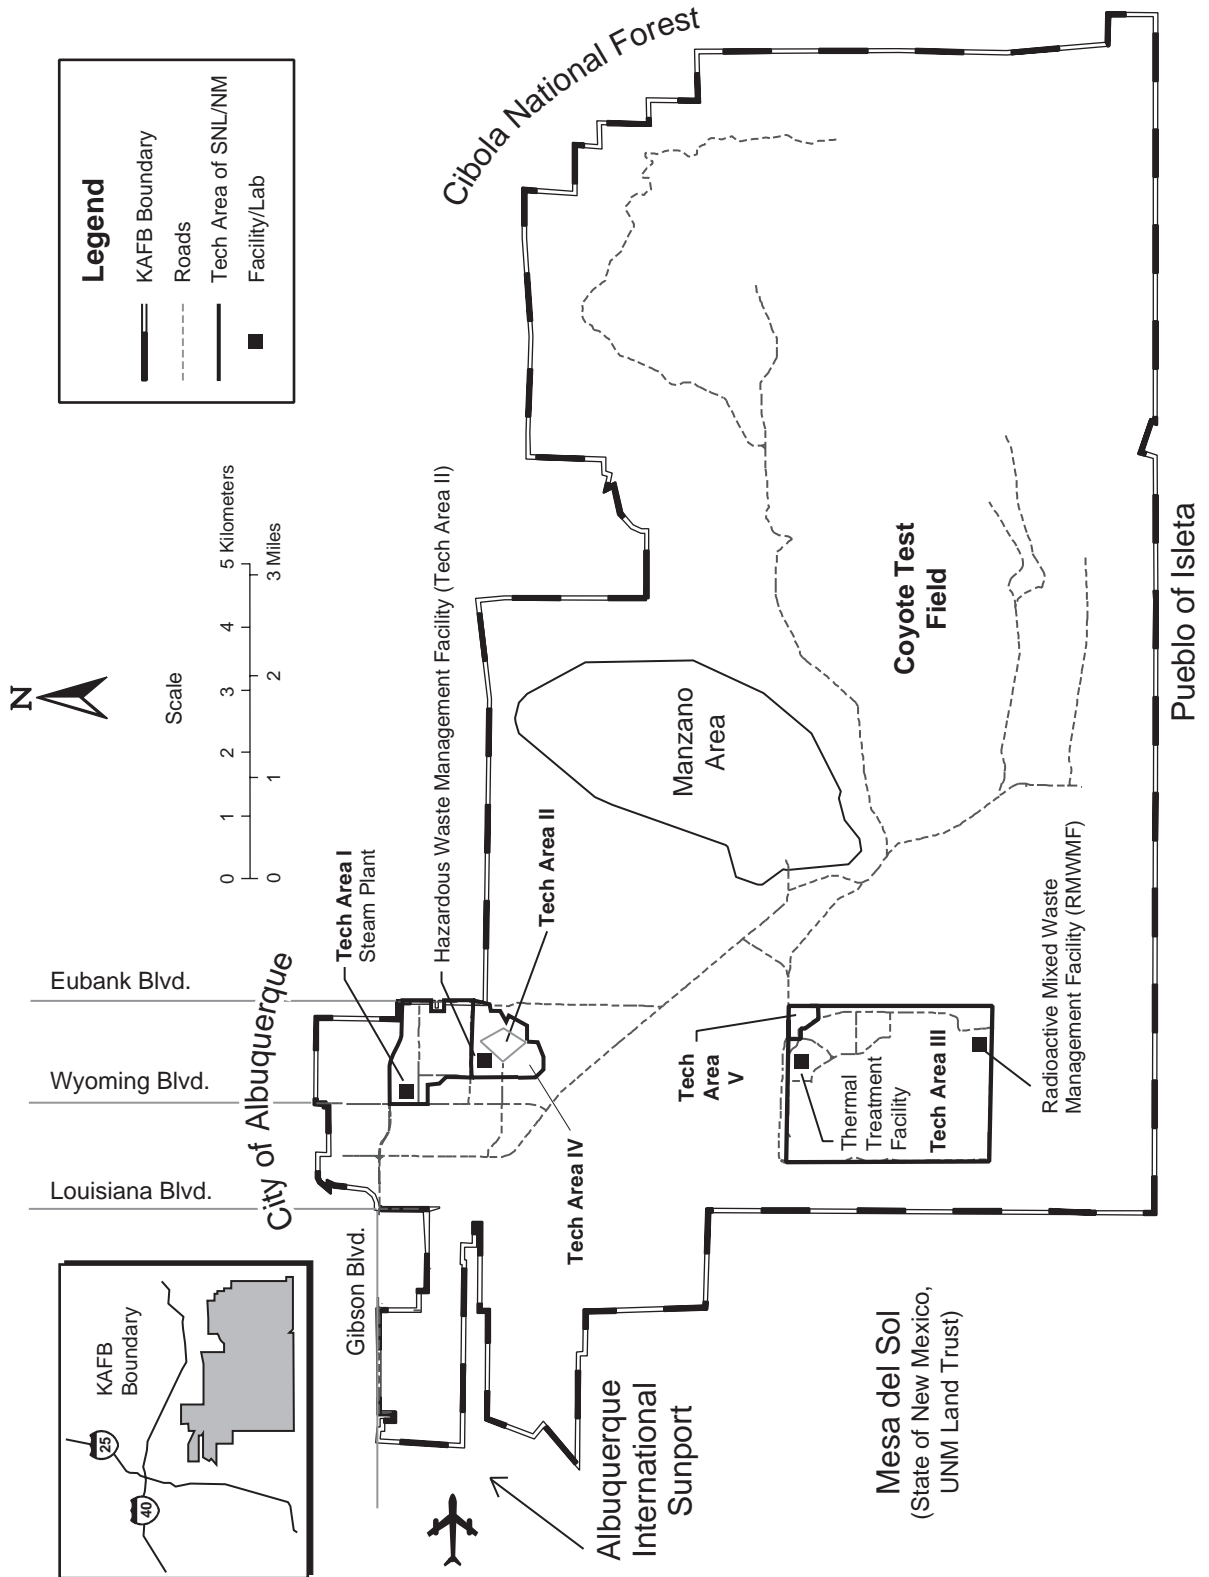 KAFB
Boundary
25
40
Louisiana Blvd.
Wyoming Blvd.
Eubank Blvd.
City of Albuquerque
Gibson Blvd.
N
Scale
0 1 2 3 4 5 Kilometers
0 1 2 3 Miles
Legend
KAFB Boundary
Roads
Tech Area of SNL/NM
Facility/Lab
Tech Area I
Steam Plant
Hazardous Waste Management Facility (Tech Area II)
Tech Area II
Tech Area IV
Cibola National Forest
Albuquerque
International
Sunport
Manzano
Area
Tech
Area
V
Thermal
Treatment
Facility
Tech Area III
Coyote Test
Field
Mesa del Sol
(State of New Mexico,
UNM Land Trust)
Radioactive Mixed Waste
Management Facility (RMWMF)
Pueblo of Isleta